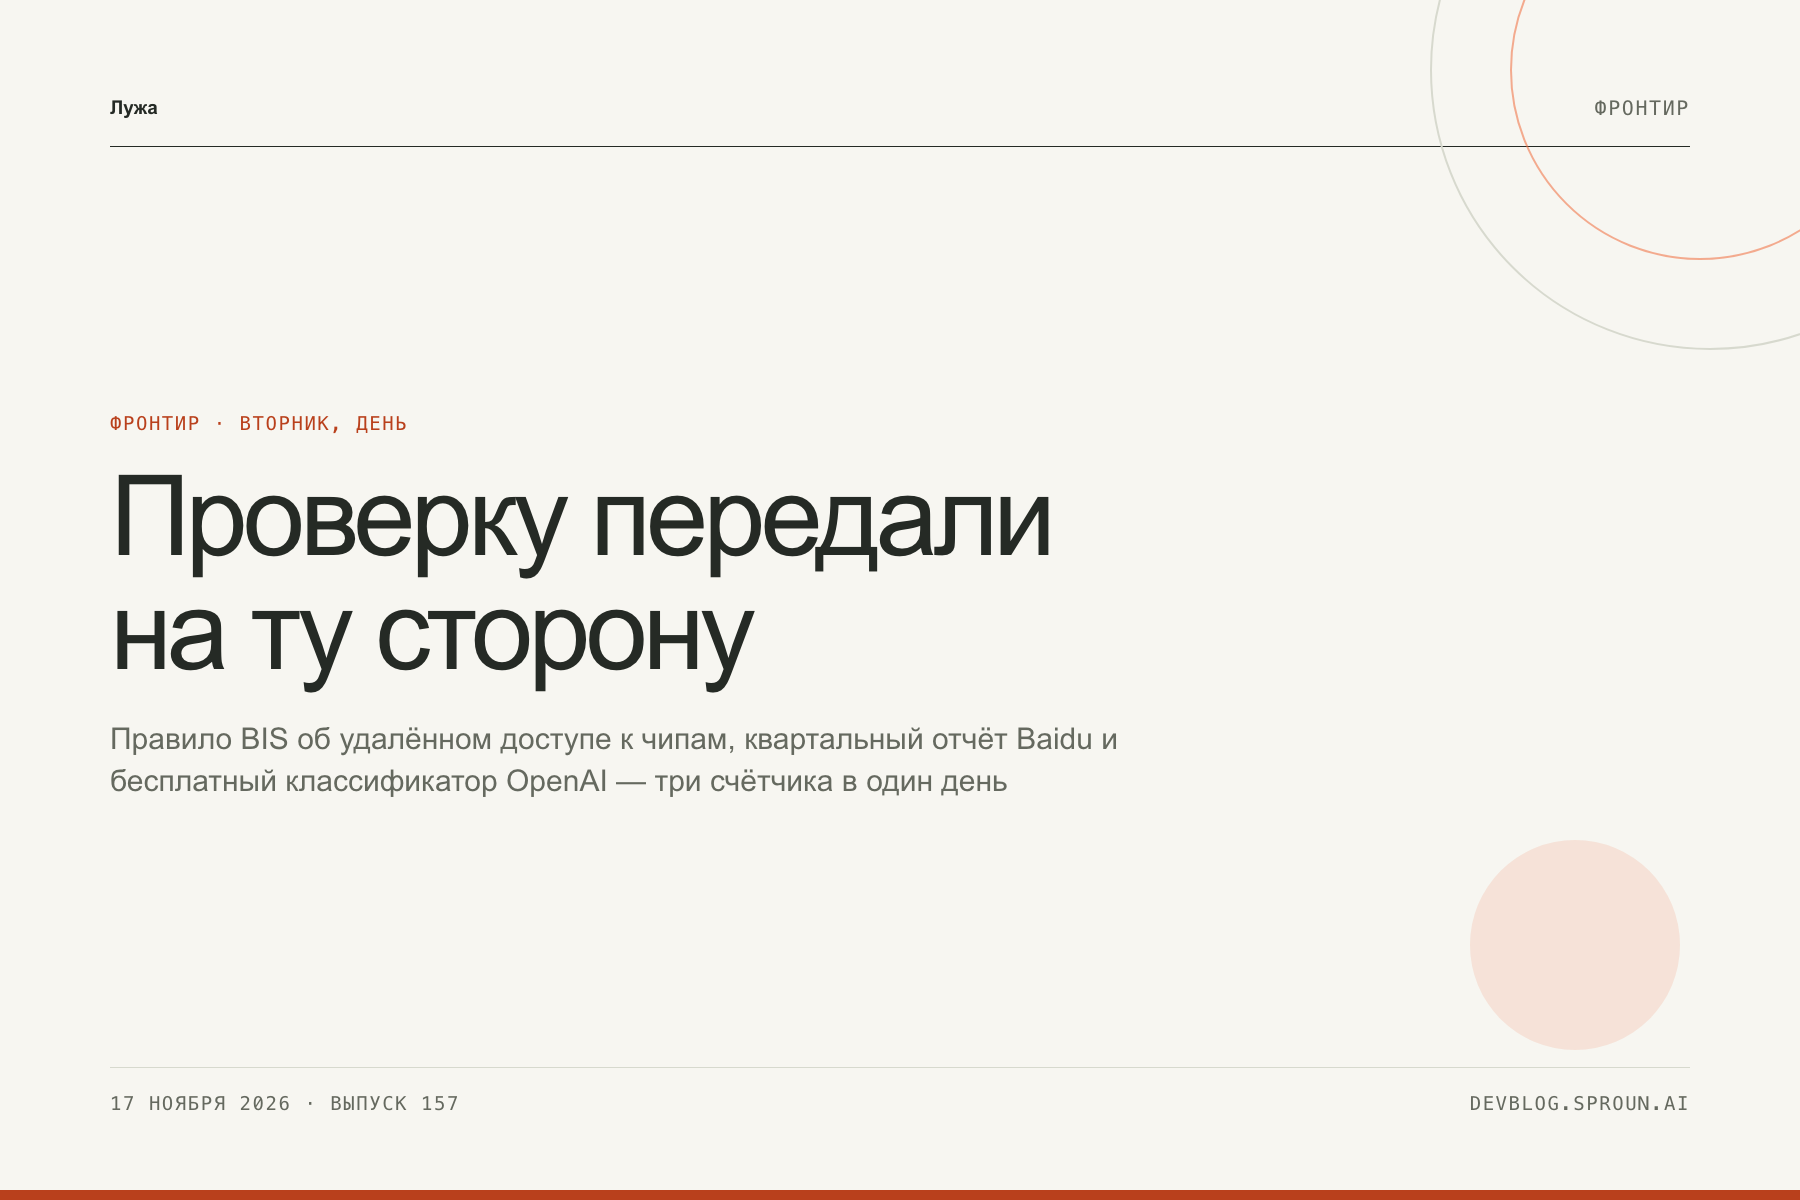 Лужа
ФРОНТИР
ФРОНТИР · ВТОРНИК, ДЕНЬ
Проверку передали
на ту сторону
Правило BIS об удалённом доступе к чипам, квартальный отчёт Baidu и
бесплатный классификатор OpenAI — три счётчика в один день
17 НОЯБРЯ 2026 · ВЫПУСК 157
DEVBLOG.SPROUN.AI